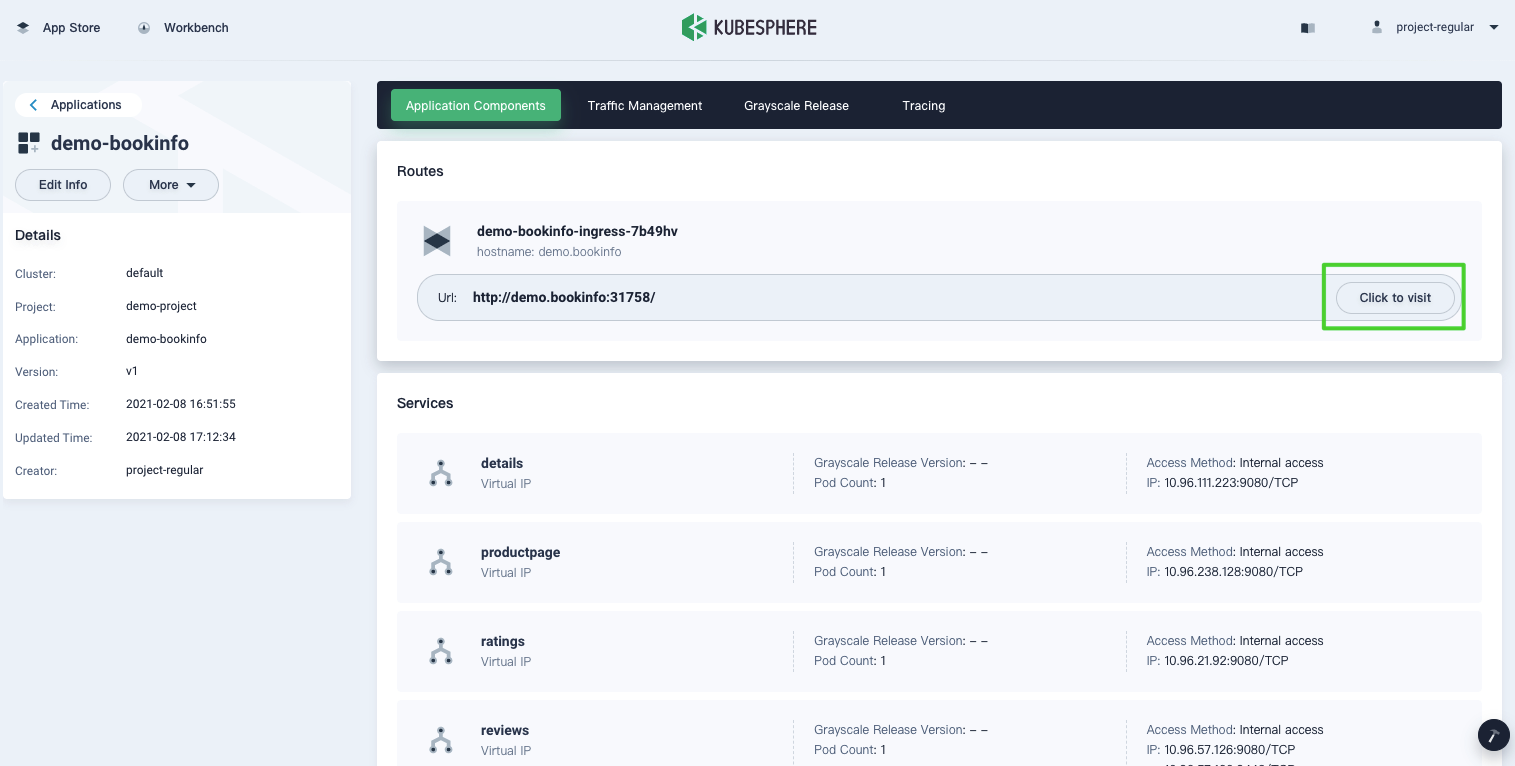 App Store
Workbench
KUBESPHERE
project-regular
Applications
demo-bookinfo
Edit Info
More
Details
Cluster: default
Project: demo-project
Application: demo-bookinfo
Version: v1
Created Time: 2021-02-08 16:51:55
Updated Time: 2021-02-08 17:12:34
Creator: project-regular
Application Components
Traffic Management
Grayscale Release
Tracing
Routes
demo-bookinfo-ingress-7b49hv
hostname: demo.bookinfo
Url: http://demo.bookinfo:31758/
Click to visit
Services
details
Virtual IP
Grayscale Release Version: – –
Pod Count: 1
Access Method: Internal access
IP: 10.96.111.223:9080/TCP
productpage
Virtual IP
Grayscale Release Version: – –
Pod Count: 1
Access Method: Internal access
IP: 10.96.238.128:9080/TCP
ratings
Virtual IP
Grayscale Release Version: – –
Pod Count: 1
Access Method: Internal access
IP: 10.96.21.92:9080/TCP
reviews
Virtual IP
Grayscale Release Version: – –
Pod Count: 1
Access Method: Internal access
IP: 10.96.57.126:9080/TCP